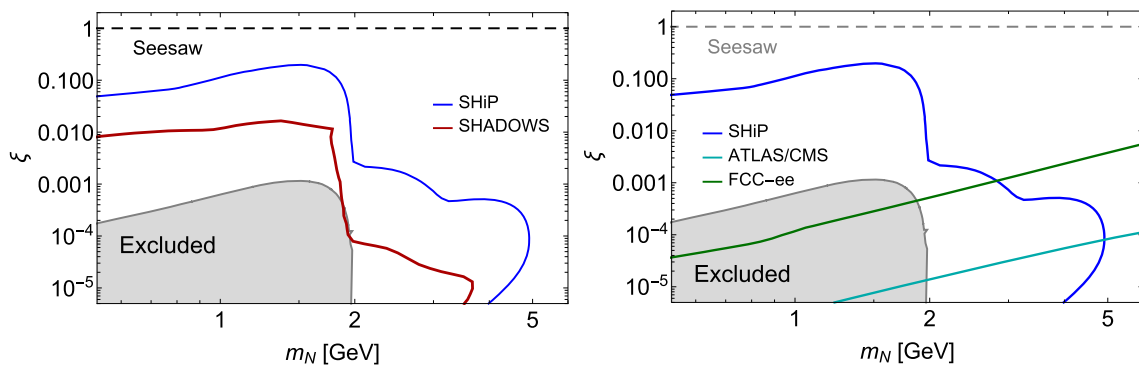 1
Seesaw
0.100
SHiP
SHADOWS
0.010
ξ
0.001
10⁻⁴
Excluded
10⁻⁵
1
2
5
m_N [GeV]
1
Seesaw
0.100
SHiP
ATLAS/CMS
FCC–ee
0.010
ξ
0.001
10⁻⁴
Excluded
10⁻⁵
1
2
5
m_N [GeV]